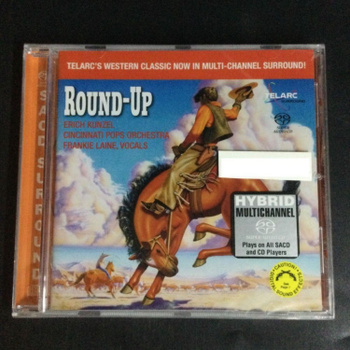 TELARC'S WESTERN CLASSIC NOW IN MULTI-CHANNEL SURROUND!
ROUND-UP
TELARC
ERICH KUNZEL
CINCINNATI POPS ORCHESTRA
FRANKIE LAINE, VOCALS
SACD SURROUND
HYBRID
MULTICHANNEL
Plays on All SACD
and CD Players
CAUTION!